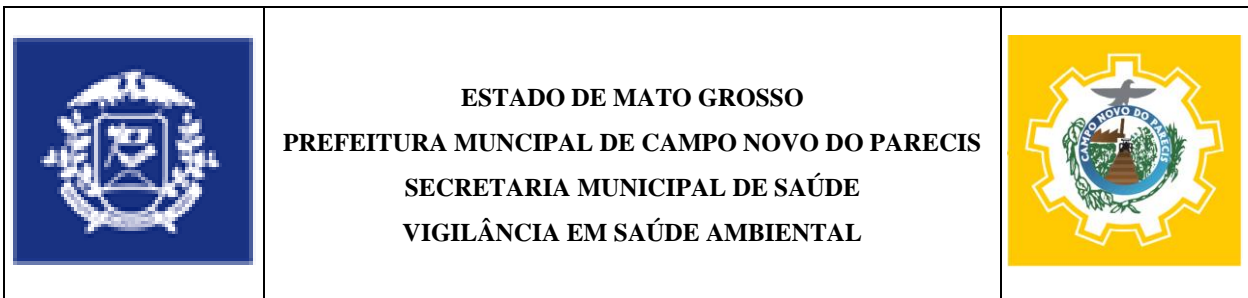 ESTADO DE MATO GROSSO
PREFEITURA MUNCIPAL DE CAMPO NOVO DO PARECIS
SECRETARIA MUNICIPAL DE SAÚDE
VIGILÂNCIA EM SAÚDE AMBIENTAL
CAMPO NOVO DO PARECIS